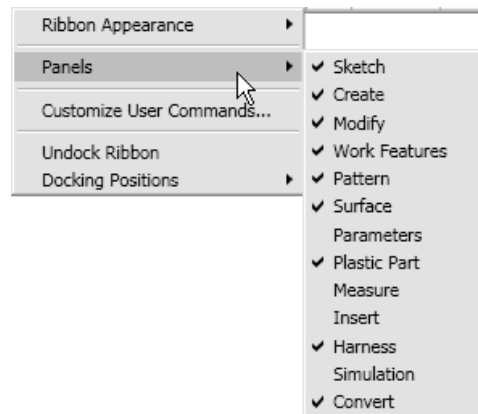 Ribbon Appearance
Panels
Customize User Commands...
Undock Ribbon
Docking Positions
Sketch
Create
Modify
Work Features
Pattern
Surface
Parameters
Plastic Part
Measure
Insert
Harness
Simulation
Convert